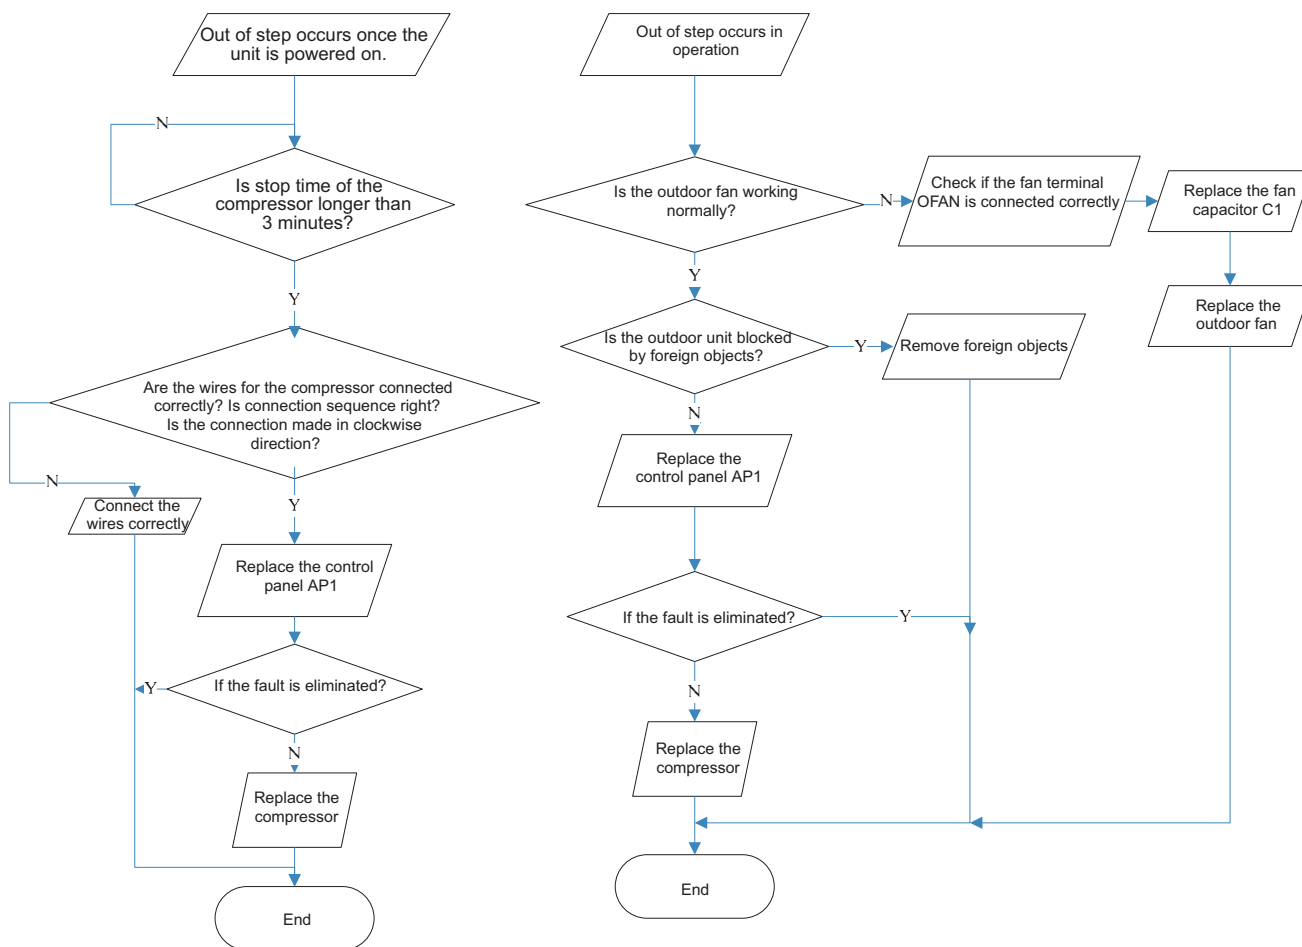 Out of step occurs once the
unit is powered on.
N
Is stop time of the
compressor longer than
3 minutes?
Y
Are the wires for the compressor connected
correctly? Is connection sequence right?
Is the connection made in clockwise
direction?
N
Connect the
wires correctly
Y
Replace the control
panel AP1
If the fault is eliminated?
Y
N
Replace the
compressor
End
Out of step occurs in
operation
Is the outdoor fan working
normally?
N
Check if the fan terminal
OFAN is connected correctly
Replace the fan
capacitor C1
Replace the
outdoor fan
Y
Is the outdoor unit blocked
by foreign objects?
Y
Remove foreign objects
N
Replace the
control panel AP1
If the fault is eliminated?
Y
N
Replace the
compressor
End